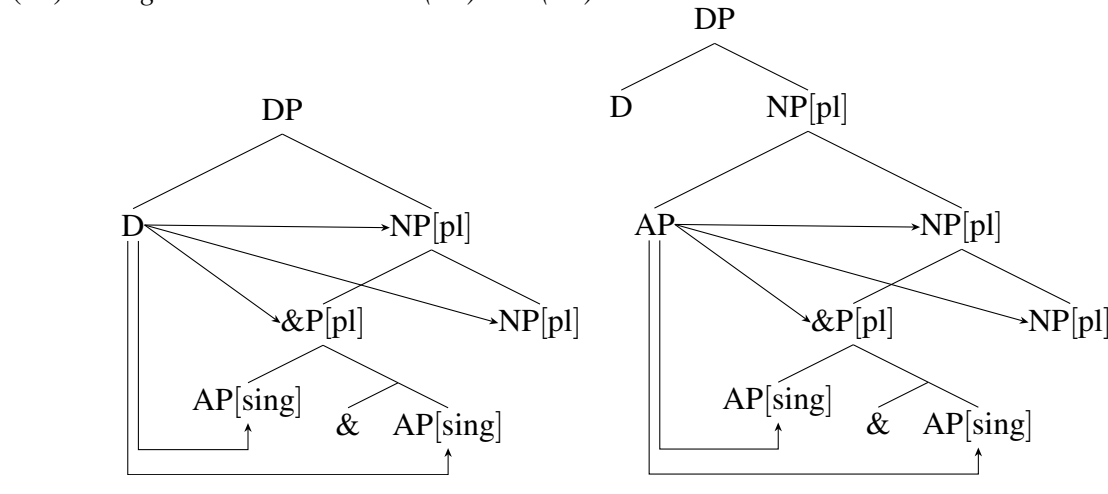 DP
DP
D NP[pl]
D NP[pl] AP NP[pl]
&P[pl] NP[pl] &P[pl] NP[pl]
AP[sing] & AP[sing] AP[sing] & AP[sing]